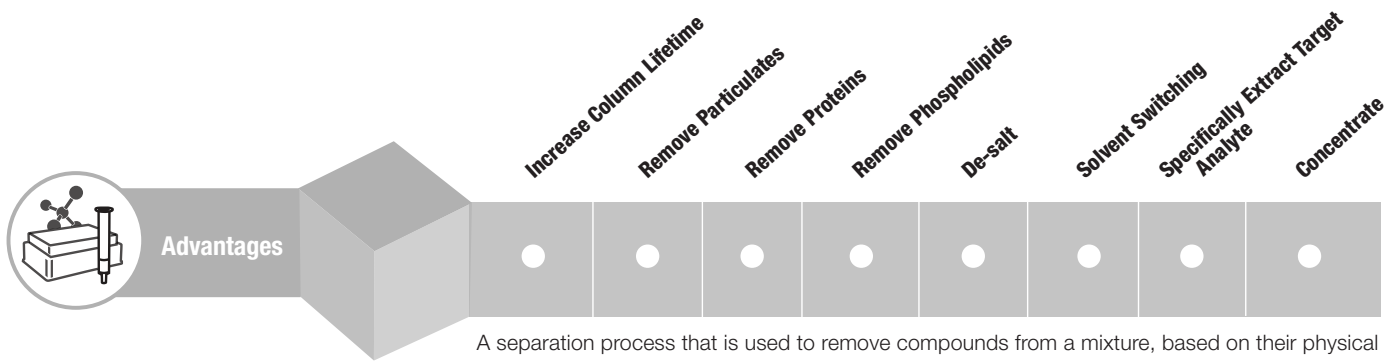 Increase Column Lifetime
Remove Particulates
Remove Proteins
Remove Phospholipids
De-salt
Solvent Switching
Specifically Extract Target
Analyte
Concentrate
Advantages
A separation process that is used to remove compounds from a mixture, based on their physical